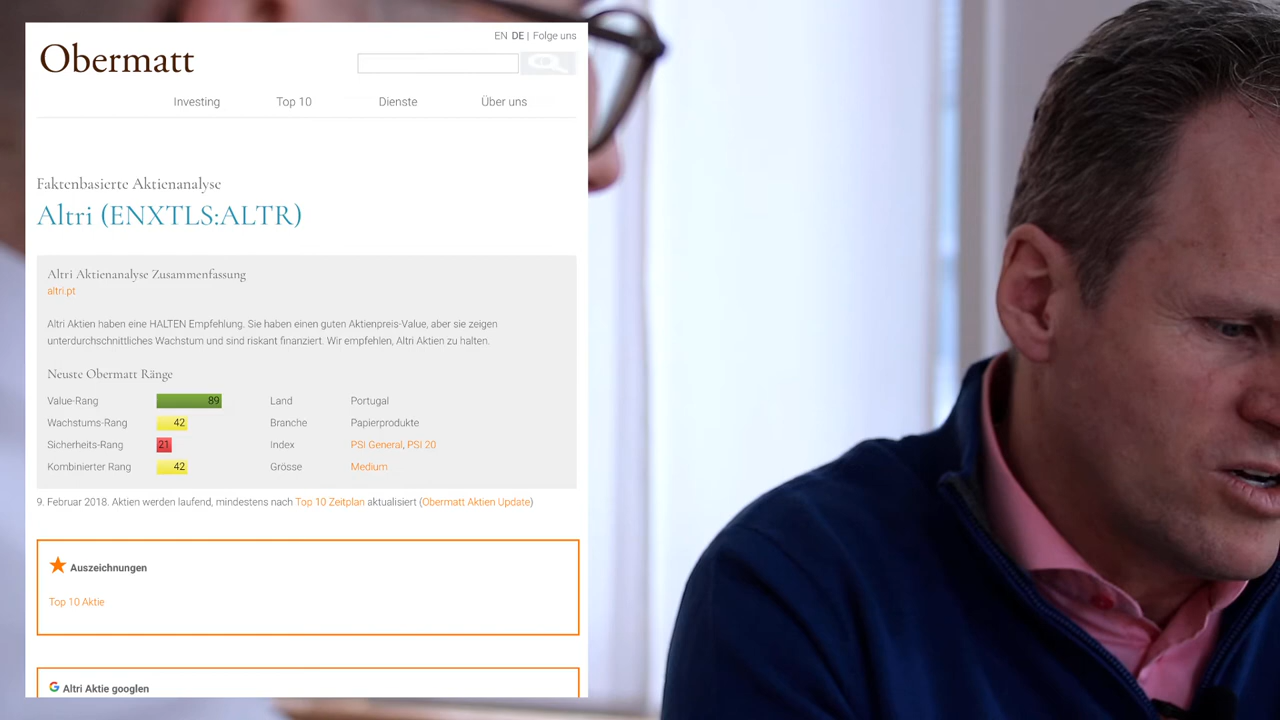 EN DE | Folge uns
Obermatt
Investing Top 10 Dienste Über uns
Faktenbasierte Aktienanalyse
Altri (ENXTLS:ALTR)
Altri Aktienanalyse Zusammenfassung
altri.pt
Altri Aktien haben eine HALTEN Empfehlung. Sie haben einen guten Aktienpreis-Value, aber sie zeigen
unterdurchschnittliches Wachstum und sind riskant finanziert. Wir empfehlen, Altri Aktien zu halten.
Neuste Obermatt Ränge
Value-Rang 89 Land Portugal
Wachstums-Rang 42 Branche Papierprodukte
Sicherheits-Rang 21 Index PSI General, PSI 20
Kombinierter Rang 42 Grösse Medium
9. Februar 2018. Aktien werden laufend, mindestens nach Top 10 Zeitplan aktualisiert (Obermatt Aktien Update)
Auszeichnungen
Top 10 Aktie
Altri Aktie googlen